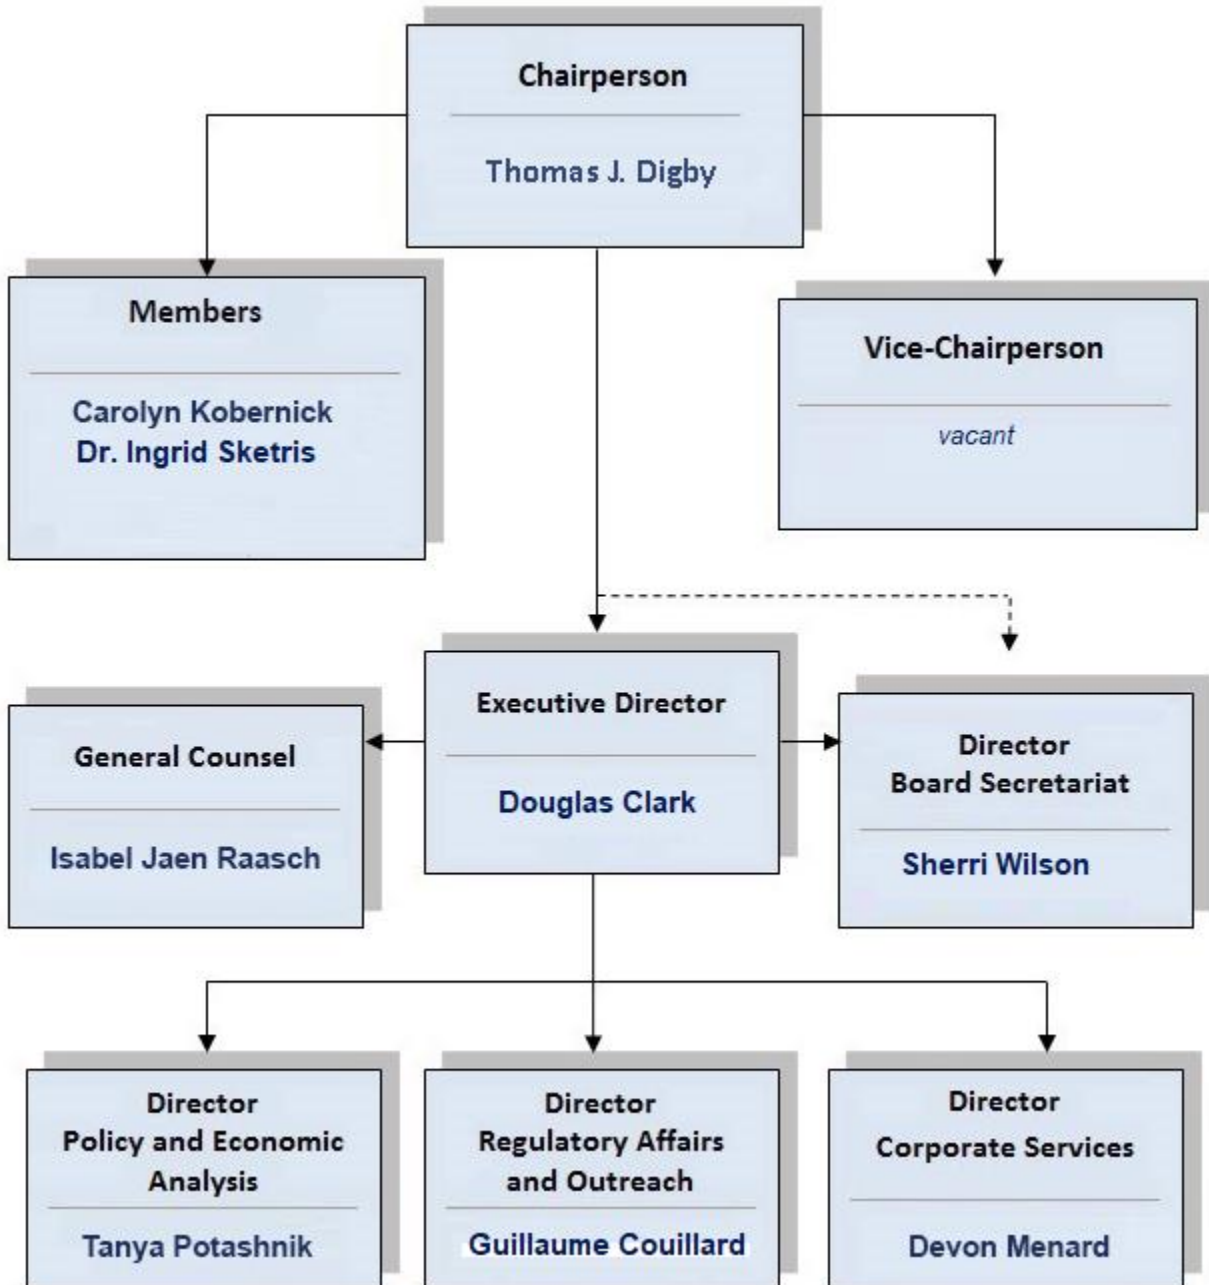 Chairperson
Thomas J. Digby
Members
Carolyn Kobernick
Dr. Ingrid Sketris
Vice-Chairperson
vacant
Executive Director
Douglas Clark
General Counsel
Isabel Jaen Raasch
Director
Board Secretariat
Sherri Wilson
Director
Policy and Economic
Analysis
Tanya Potashnik
Director
Regulatory Affairs
and Outreach
Guillaume Couillard
Director
Corporate Services
Devon Menard